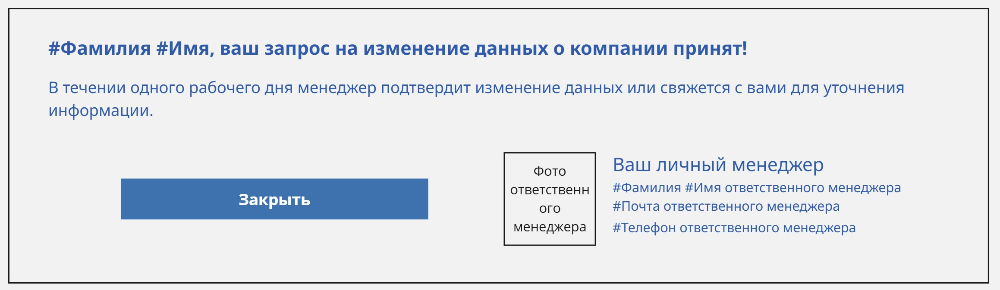 #Фамилия #Имя, ваш запрос на изменение данных о компании принят!
В течении одного рабочего дня менеджер подтвердит изменение данных или свяжется с вами для уточнения
информации.
Закрыть
Фото
ответственн
ого
менеджера
Ваш личный менеджер
#Фамилия #Имя ответственного менеджера
#Почта ответственного менеджера
#Телефон ответственного менеджера